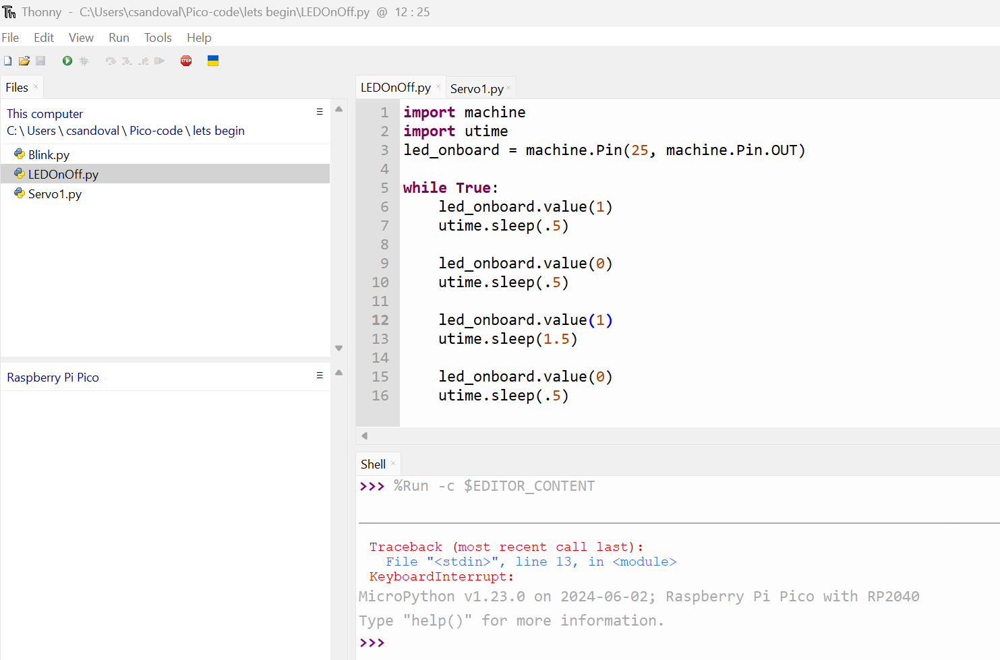 Thonny - C:\Users\csandoval\Pico-code\lets begin\LEDOnOff.py @ 12 : 25
File Edit View Run Tools Help
STOP
Files
This computer
C: \ Users \ csandoval \ Pico-code \ lets begin
Blink.py
LEDOnOff.py
Servo1.py
Raspberry Pi Pico
LEDOnOff.py Servo1.py
1 import machine
2 import utime
3 led_onboard = machine.Pin(25, machine.Pin.OUT)
4
5 while True:
6     led_onboard.value(1)
7     utime.sleep(.5)
8
9     led_onboard.value(0)
10     utime.sleep(.5)
11
12     led_onboard.value(1)
13     utime.sleep(1.5)
14
15     led_onboard.value(0)
16     utime.sleep(.5)
Shell
>>> %Run -c $EDITOR_CONTENT
Traceback (most recent call last):
  File "<stdin>", line 13, in <module>
KeyboardInterrupt:
MicroPython v1.23.0 on 2024-06-02; Raspberry Pi Pico with RP2040
Type "help()" for more information.
>>>